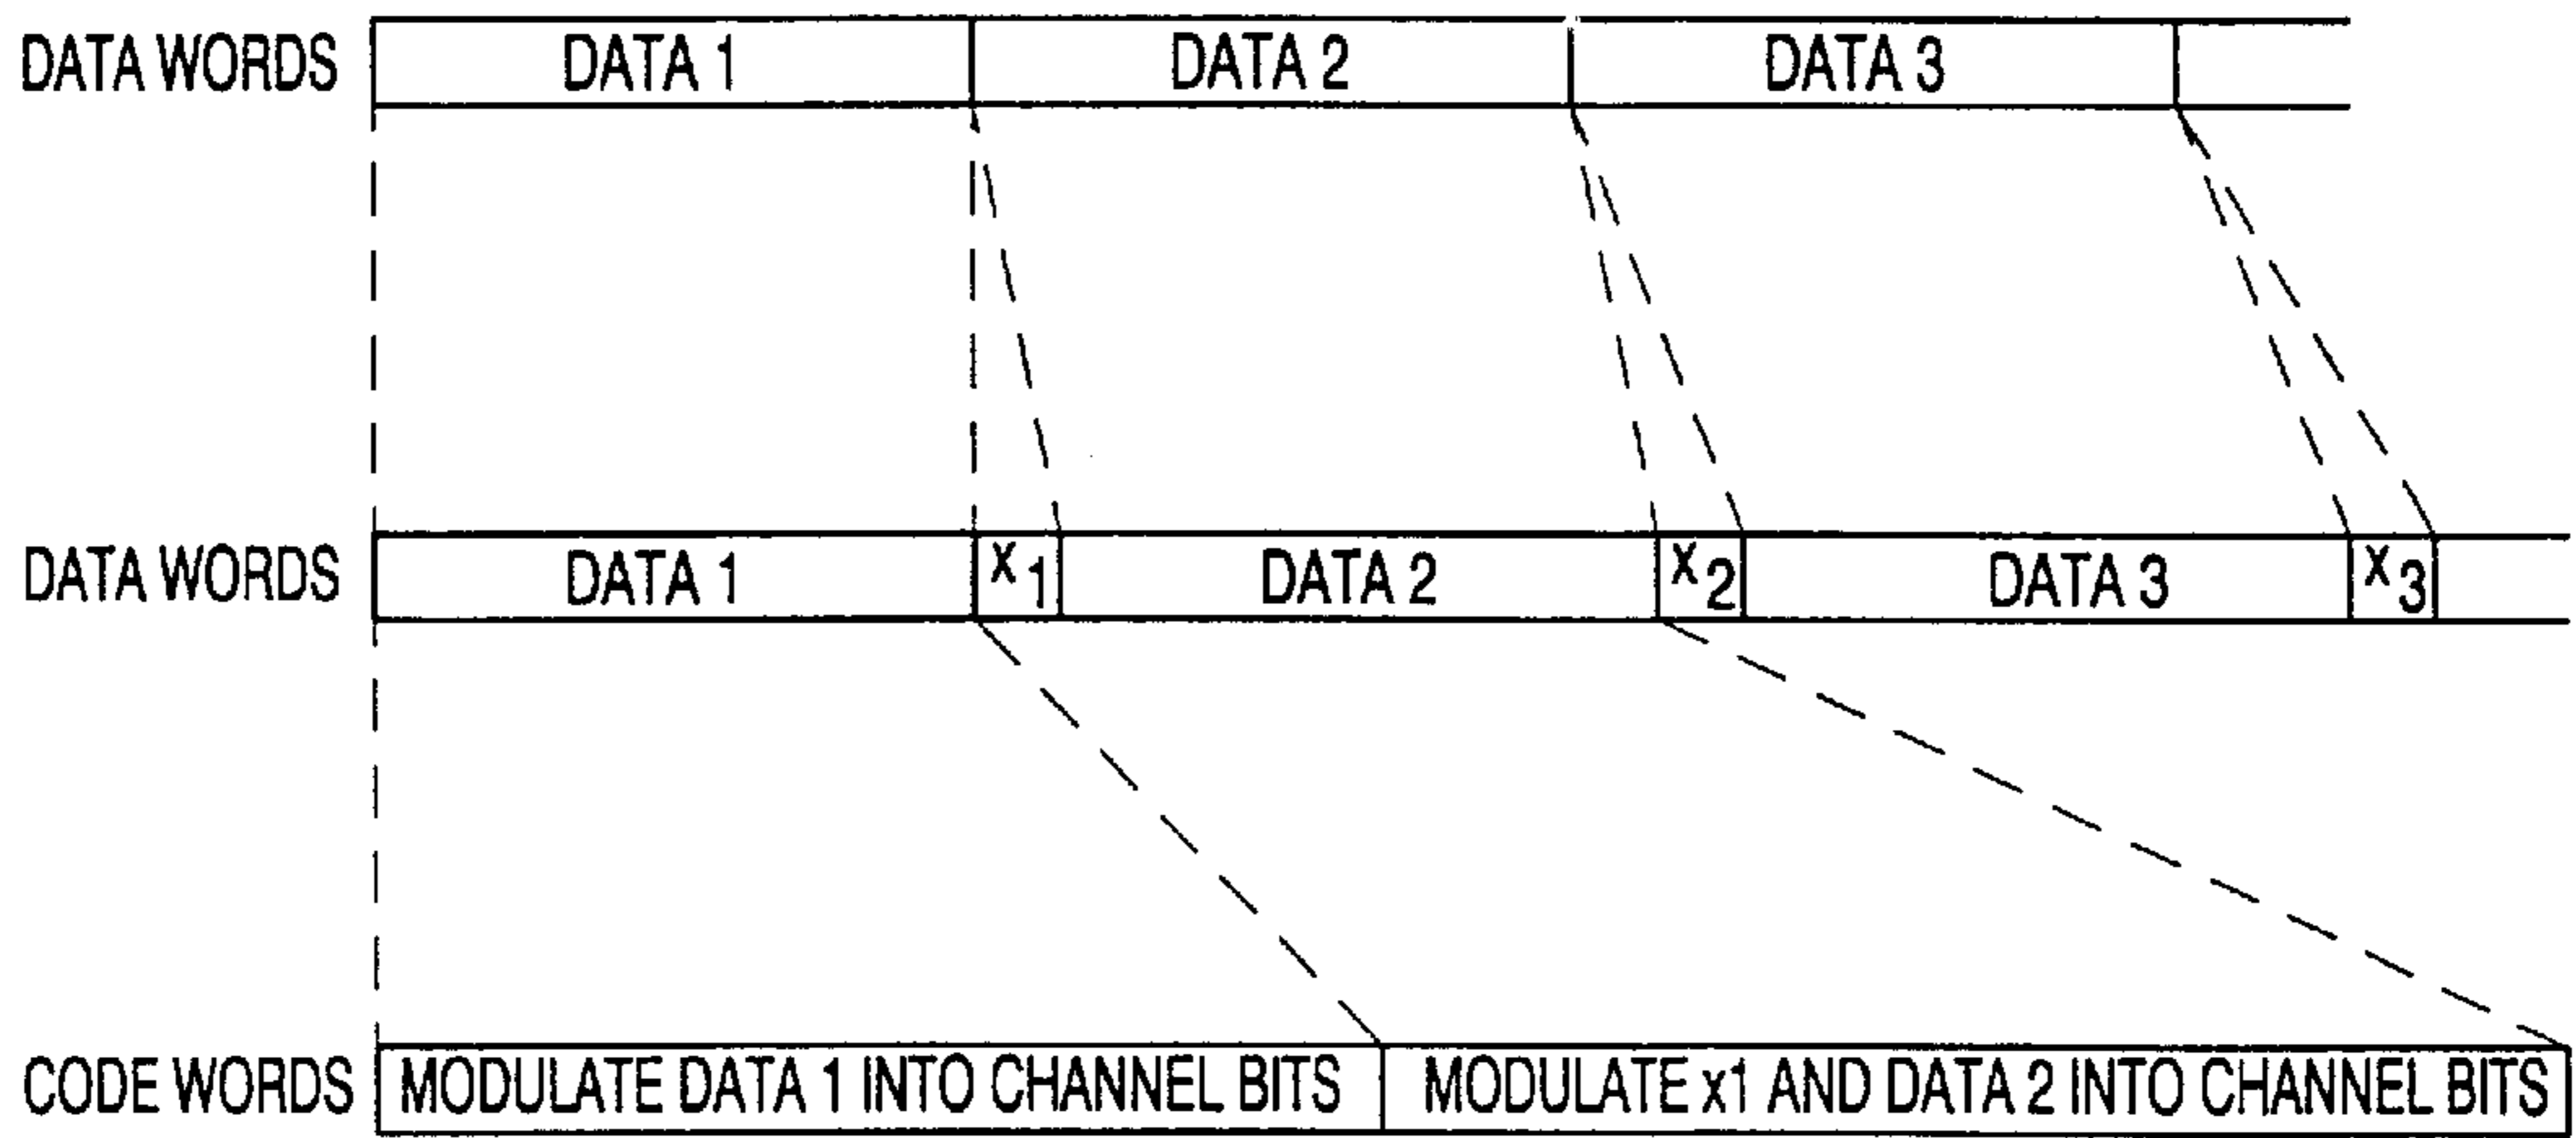 DATA WORDS DATA 1 DATA 2 DATA 3
DATA WORDS DATA 1 x1 DATA 2 x2 DATA 3 x3
CODE WORDS MODULATE DATA 1 INTO CHANNEL BITS MODULATE x1 AND DATA 2 INTO CHANNEL BITS